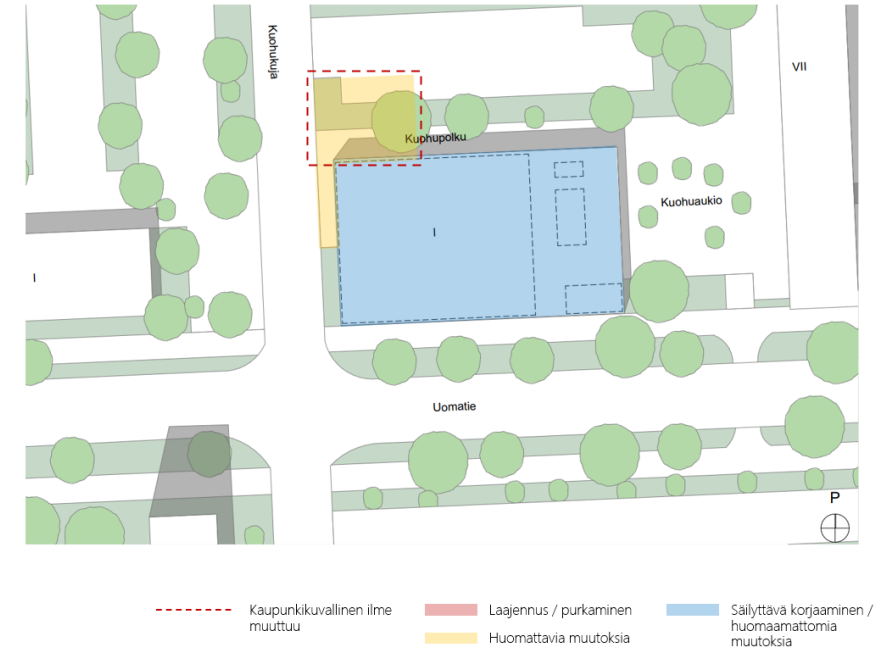 Kuohukuja
VII
Kuohupolku
Kuohuaukio
I
I
Uomatie
P
Kaupunkikuvallinen ilme
muuttuu
Laajennus / purkaminen
Huomattavia muutoksia
Säilyttävä korjaaminen /
huomaamattomia
muutoksia